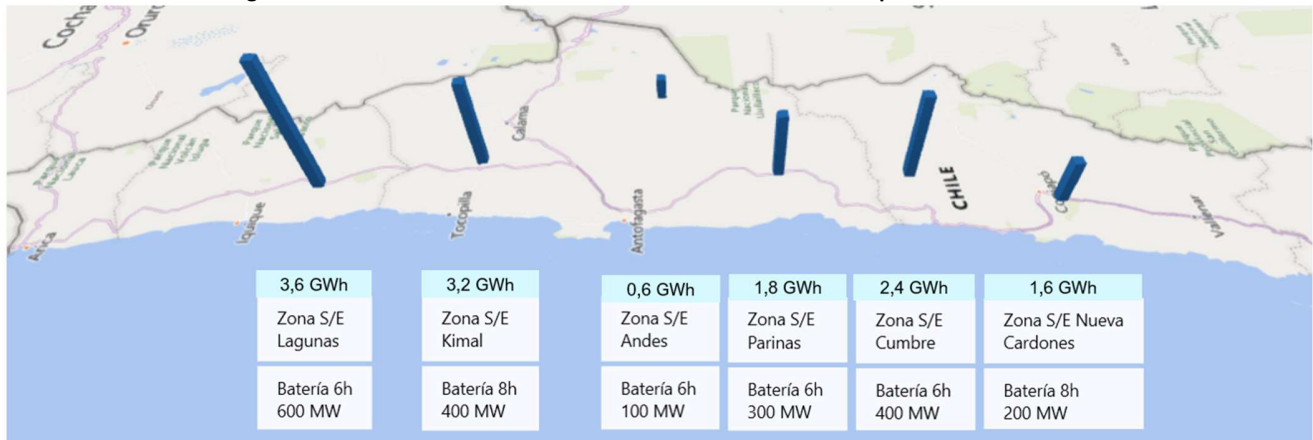 Cocha
Oruro
Calama
CHILE
Arica
Iquique
Tocopilla
Antofagasta
Vallenar
3,6 GWh
Zona S/E
Lagunas
Batería 6h
600 MW
3,2 GWh
Zona S/E
Kimal
Batería 8h
400 MW
0,6 GWh
Zona S/E
Andes
Batería 6h
100 MW
1,8 GWh
Zona S/E
Parinas
Batería 6h
300 MW
2,4 GWh
Zona S/E
Cumbre
Batería 6h
400 MW
1,6 GWh
Zona S/E Nueva
Cardones
Batería 8h
200 MW